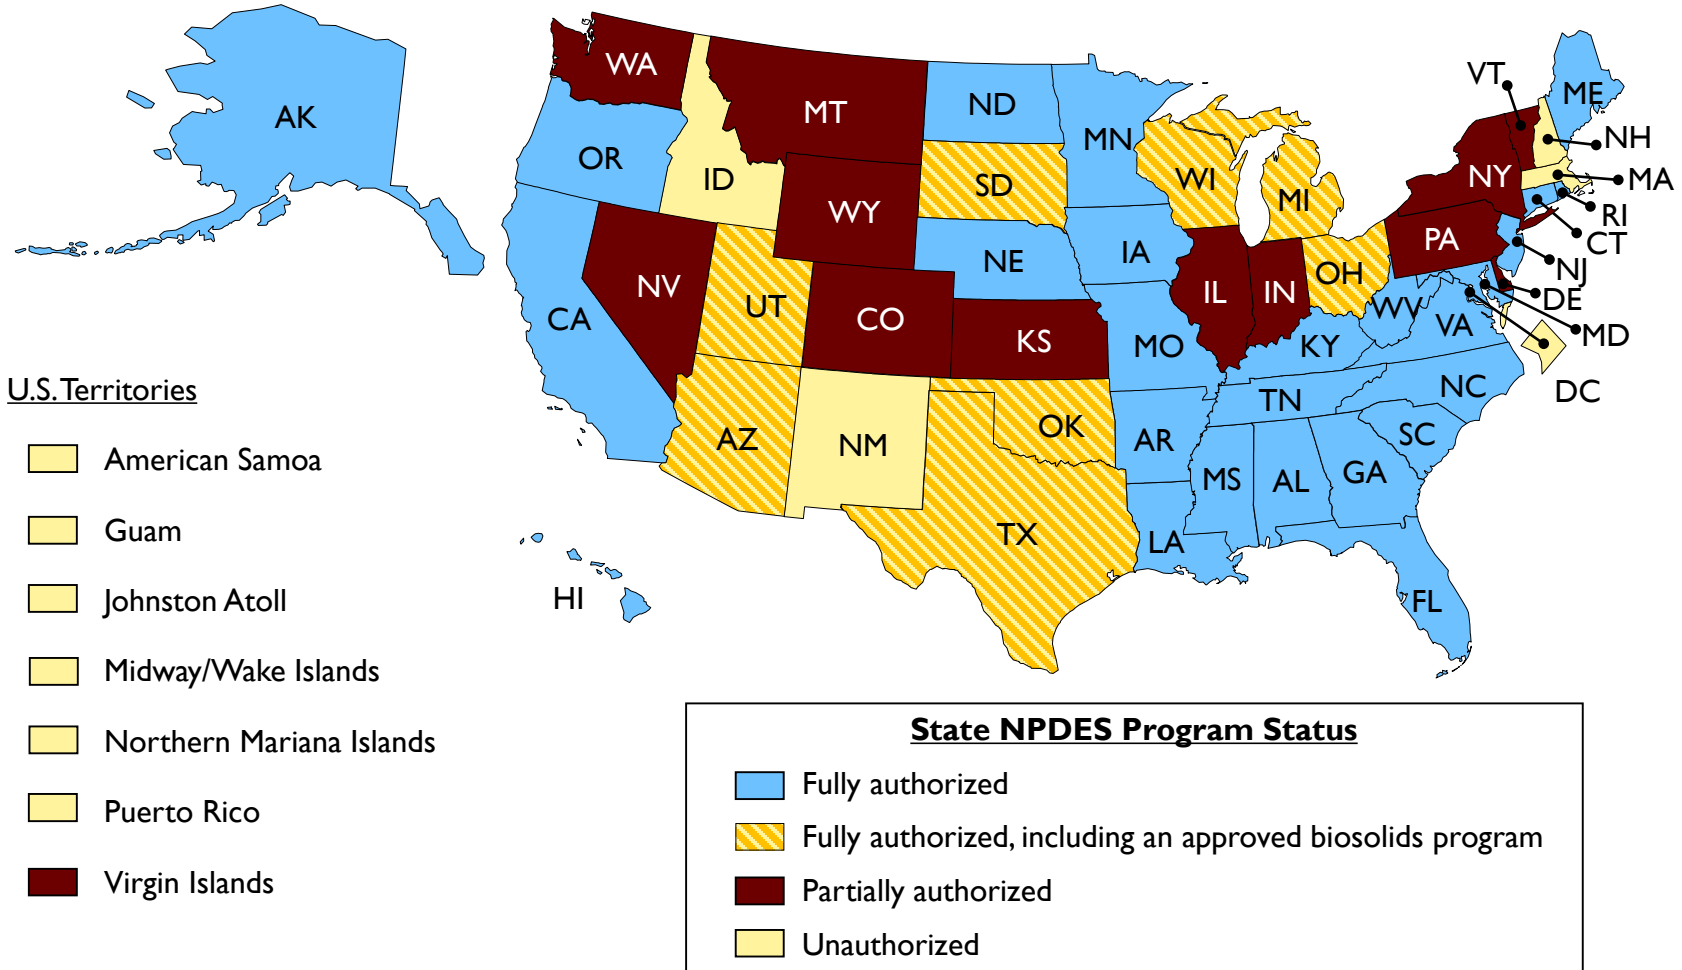 AK
WA
MT
ND
MN
OR
ID
WY
SD
WI
MI
VT
ME
NH
NY
MA
RI
CT
PA
NJ
DE
MD
DC
CA
NV
UT
CO
NE
IA
KS
MO
IL
IN
OH
WV
VA
KY
NC
TN
SC
AZ
NM
OK
AR
MS
AL
GA
TX
LA
FL
HI
U.S. Territories
American Samoa
Guam
Johnston Atoll
Midway/Wake Islands
Northern Mariana Islands
Puerto Rico
Virgin Islands
State NPDES Program Status
Fully authorized
Fully authorized, including an approved biosolids program
Partially authorized
Unauthorized